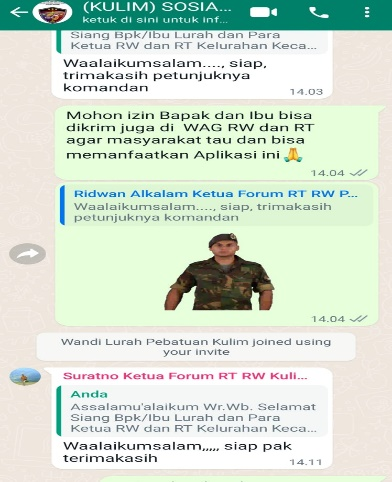 (KULIM) SOSIA...
ketuk di sini untuk inf...
Siang Bpk/Ibu Lurah dan Para
Ketua RW dan RT Kelurahan Keca...
Waalaikumsalam...., siap,
trimakasih petunjuknya
komandan
14.03
Mohon izin Bapak dan Ibu bisa
dikrim juga di WAG RW dan RT
agar masyarakat tau dan bisa
memanfaatkan Aplikasi ini 🙏
14.04
Ridwan Alkalam Ketua Forum RT RW P...
Waalaikumsalam...., siap, trimakasih
petunjuknya komandan
14.04
Wandi Lurah Pebatuan Kulim joined using
your invite
Suratno Ketua Forum RT RW Kuli...
Anda
Assalamu'alaikum Wr.Wb. Selamat
Siang Bpk/Ibu Lurah dan Para
Ketua RW dan RT Kelurahan Keca...
Waalaikumsalam,,,,, siap pak
terimakasih
14.11